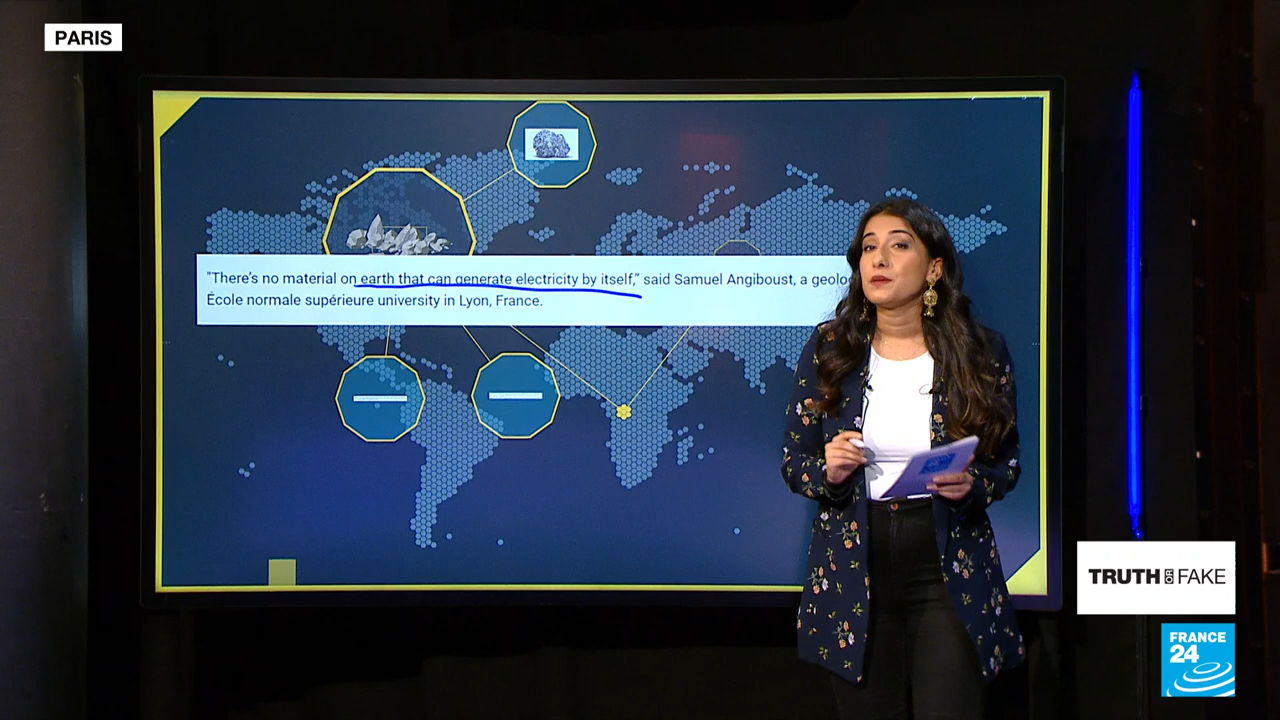 PARIS
"There's no material on earth that can generate electricity by itself," said Samuel Angiboust, a
École normale supérieure university in Lyon, France.
TRUTH OR FAKE
FRANCE
24